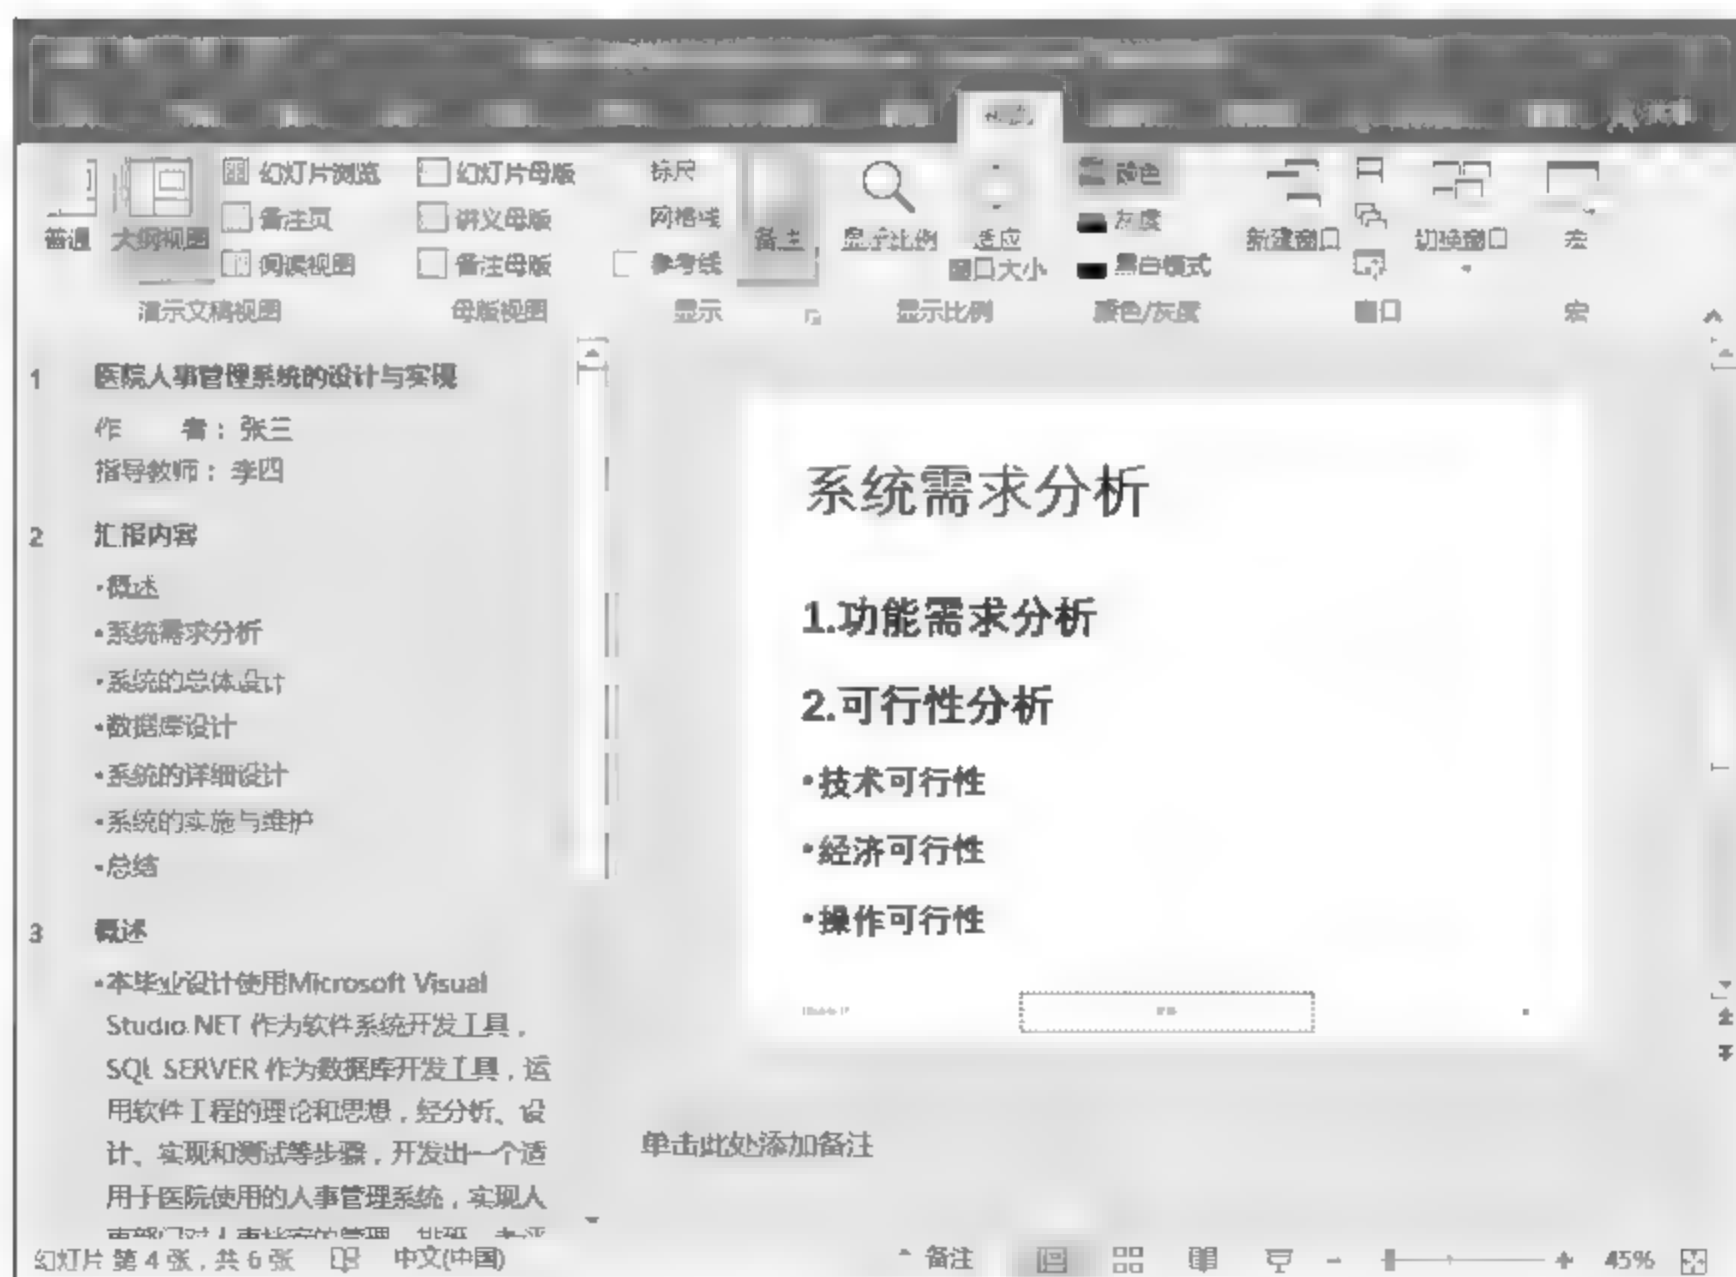 幻灯片浏览
幻灯片母版
标尺
颜色
备注页
讲义母版
网格线
灰度
普通
大纲视图
备注
显示比例
适应
窗口大小
新建窗口
切换窗口
宏
阅读视图
备注母版
参考线
黑白模式
演示文稿视图
母版视图
显示
显示比例
颜色/灰度
窗口
宏
1 医院人事管理系统的设计与实现
作 者：张三
指导教师：李四
2 汇报内容
•概述
•系统需求分析
•系统的总体设计
•数据库设计
•系统的详细设计
•系统的实施与维护
•总结
3 概述
•本毕业设计使用Microsoft Visual
Studio.NET 作为软件系统开发工具，
SQL SERVER 作为数据库开发工具，运
用软件工程的理论和思想，经分析、设
计、实现和测试等步骤，开发出一个适
用于医院使用的人事管理系统，实现人
系统需求分析
1.功能需求分析
2.可行性分析
•技术可行性
•经济可行性
•操作可行性
单击此处添加备注
幻灯片 第 4 张，共 6 张
中文(中国)
备注
45%